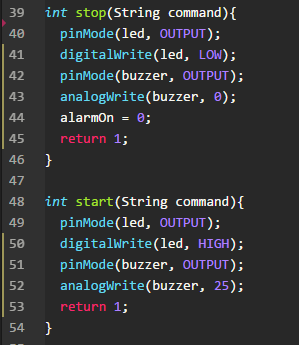 39 int stop(String command){
40 pinMode(led, OUTPUT);
41 digitalWrite(led, LOW);
42 pinMode(buzzer, OUTPUT);
43 analogWrite(buzzer, 0);
44 alarmOn = 0;
45 return 1;
46 }
47
48 int start(String command){
49 pinMode(led, OUTPUT);
50 digitalWrite(led, HIGH);
51 pinMode(buzzer, OUTPUT);
52 analogWrite(buzzer, 25);
53 return 1;
54 }